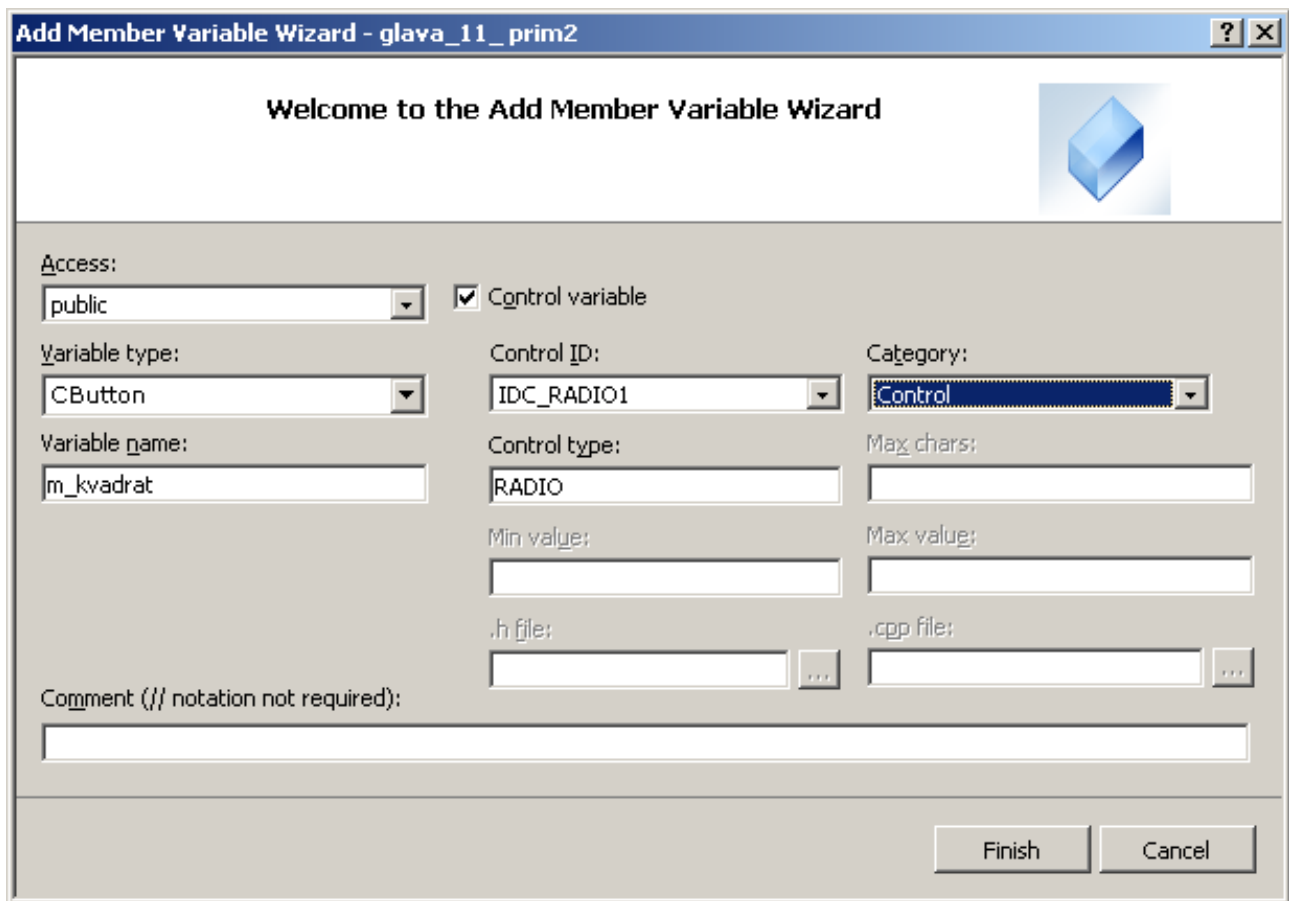 Add Member Variable Wizard - glava_11_ prim2
Welcome to the Add Member Variable Wizard
Access:
public
Control variable
Variable type:
Control ID:
Category:
CButton
IDC_RADIO1
Control
Variable name:
Control type:
Max chars:
m_kvadrat
RADIO
Min value:
Max value:
.h file:
.cpp file:
...
...
Comment (// notation not required):
Finish
Cancel